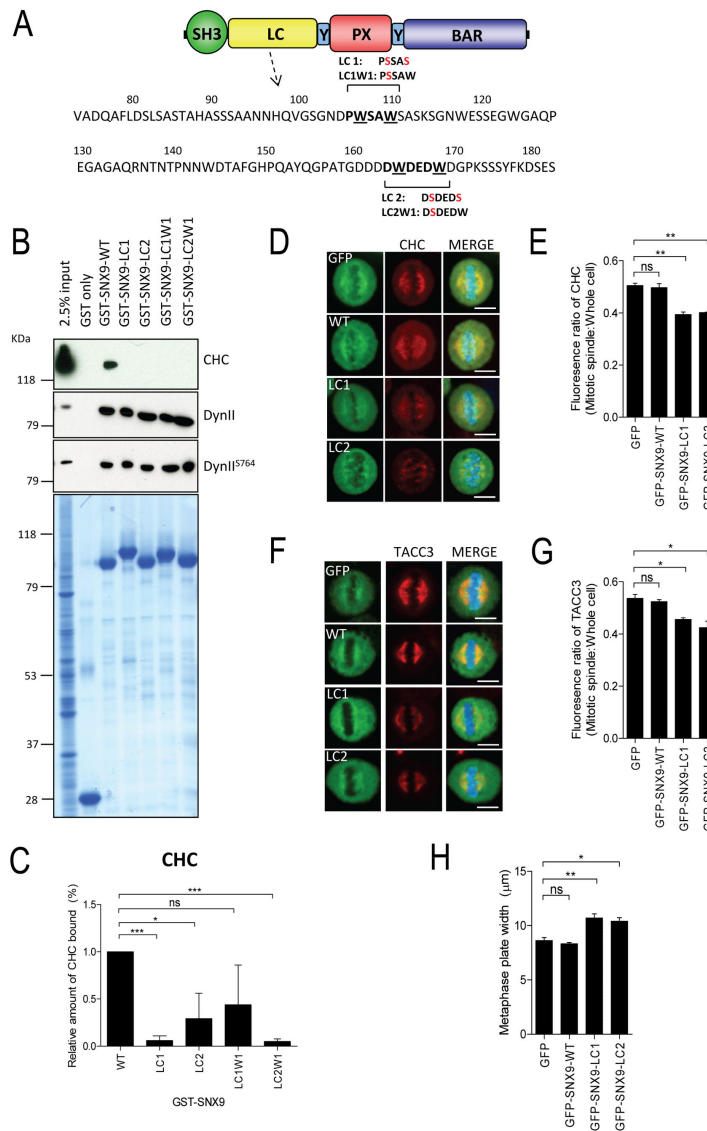 A
SH3 LC Y PX Y BAR
LC 1: PSSAS
LC1W1: PSSAW
80 90 100 110 120
VADQAFLDSLSASTAHASSSAANNHQVGSGNDPWSAWSASKSGNWESSEGWGAQP
130 140 150 160 170 180
EGAGAQRNTNTPNNWDTAFGHPQAYQGPATGDDDDWDEDWDGPKSSSYFKDSES
LC 2: DSDEDS
LC2W1: DSDEDW
B
2.5% input
GST only
GST-SNX9-WT
GST-SNX9-LC1
GST-SNX9-LC2
GST-SNX9-LC1W1
GST-SNX9-LC2W1
KDa
118
CHC
79
DynII
79
DynII^S764
118
79
53
37
28
C
CHC
Relative amount of CHC bound (%)
1.5
1.0
0.5
0.0
***
ns
*
***
WT LC1 LC2 LC1W1 LC2W1
GST-SNX9
D
CHC MERGE
GFP
WT
LC1
LC2
E
Fluoresence ratio of CHC
(Mitotic spindle:Whole cell)
0.6
0.4
0.2
0.0
**
**
ns
GFP
GFP-SNX9-WT
GFP-SNX9-LC1
F
TACC3 MERGE
GFP
WT
LC1
LC2
G
Fluoresence ratio of TACC3
(Mitotic spindle:Whole cell)
0.6
0.4
0.2
0.0
*
*
ns
GFP
GFP-SNX9-WT
GFP-SNX9-LC1
H
Metaphase plate width (μm)
15
10
5
0
*
**
ns
GFP
GFP-SNX9-WT
GFP-SNX9-LC1
GFP-SNX9-LC2